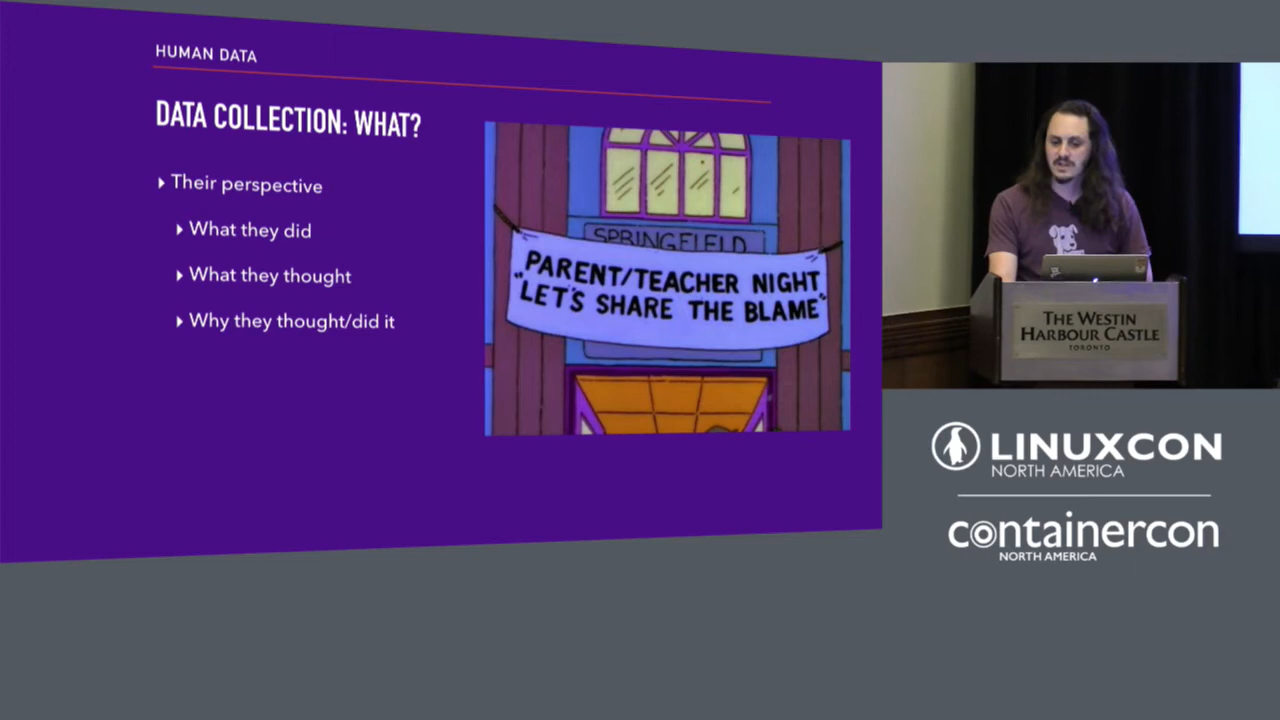 HUMAN DATA
DATA COLLECTION: WHAT?
Their perspective
What they did
What they thought
Why they thought/did it
SPRINGFIELD
PARENT/TEACHER NIGHT
"LET'S SHARE THE BLAME"
THE WESTIN
HARBOUR CASTLE
TORONTO
LINUXCON
NORTH AMERICA
containercon
NORTH AMERICA